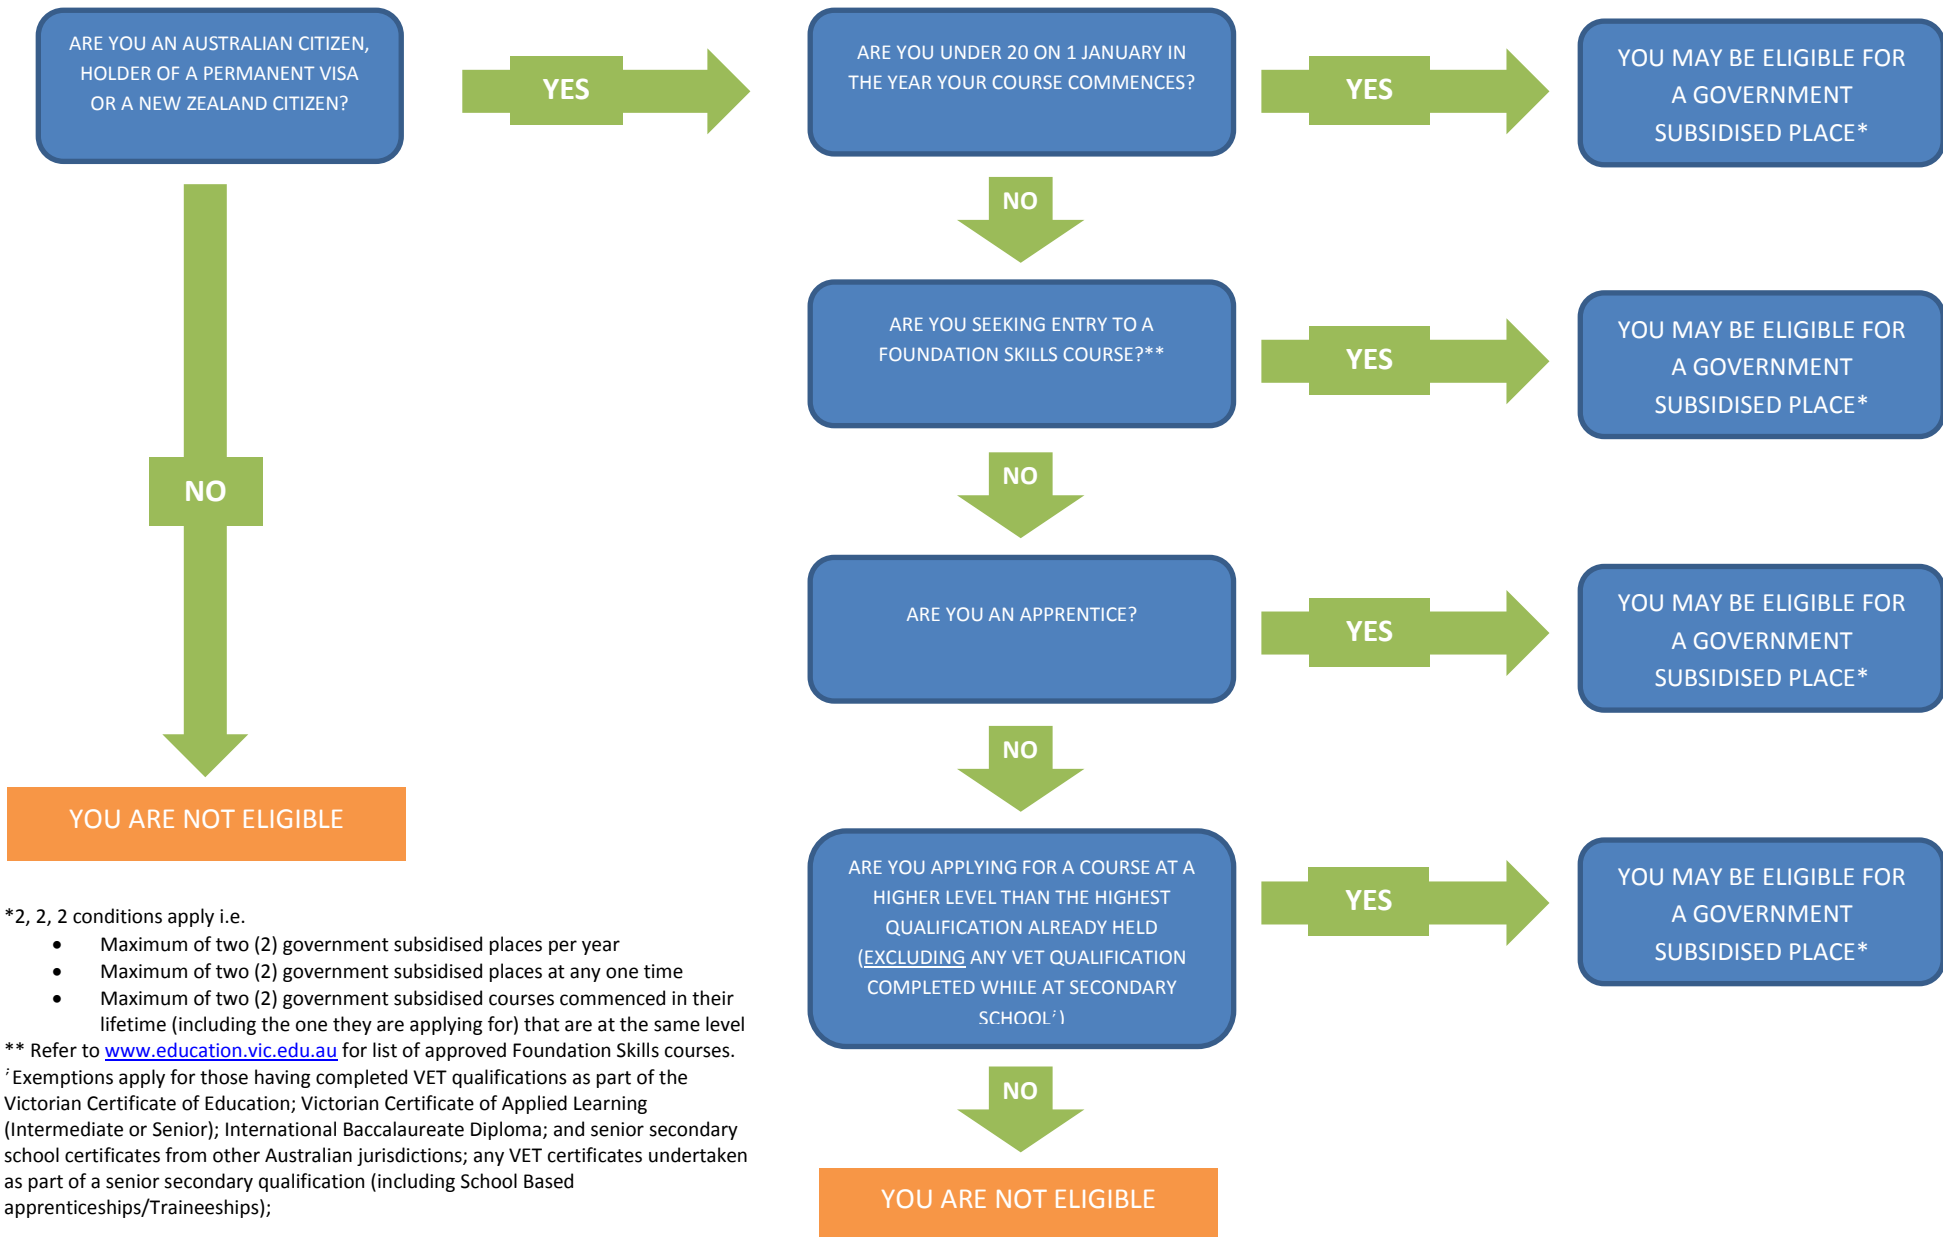 ARE YOU AN AUSTRALIAN CITIZEN,
HOLDER OF A PERMANENT VISA
OR A NEW ZEALAND CITIZEN?
YES
ARE YOU UNDER 20 ON 1 JANUARY IN
THE YEAR YOUR COURSE COMMENCES?
YES
YOU MAY BE ELIGIBLE FOR
A GOVERNMENT
SUBSIDISED PLACE*
NO
ARE YOU SEEKING ENTRY TO A
FOUNDATION SKILLS COURSE?**
YES
YOU MAY BE ELIGIBLE FOR
A GOVERNMENT
SUBSIDISED PLACE*
NO
NO
ARE YOU AN APPRENTICE?
YES
YOU MAY BE ELIGIBLE FOR
A GOVERNMENT
SUBSIDISED PLACE*
NO
YOU ARE NOT ELIGIBLE
ARE YOU APPLYING FOR A COURSE AT A
HIGHER LEVEL THAN THE HIGHEST
QUALIFICATION ALREADY HELD
(EXCLUDING ANY VET QUALIFICATION
COMPLETED WHILE AT SECONDARY
SCHOOL⁄)
YES
YOU MAY BE ELIGIBLE FOR
A GOVERNMENT
SUBSIDISED PLACE*
NO
YOU ARE NOT ELIGIBLE
*2, 2, 2 conditions apply i.e.
• Maximum of two (2) government subsidised places per year
• Maximum of two (2) government subsidised places at any one time
• Maximum of two (2) government subsidised courses commenced in their
lifetime (including the one they are applying for) that are at the same level
** Refer to www.education.vic.edu.au for list of approved Foundation Skills courses.
⁄Exemptions apply for those having completed VET qualifications as part of the
Victorian Certificate of Education; Victorian Certificate of Applied Learning
(Intermediate or Senior); International Baccalaureate Diploma; and senior secondary
school certificates from other Australian jurisdictions; any VET certificates undertaken
as part of a senior secondary qualification (including School Based
apprenticeships/Traineeships);